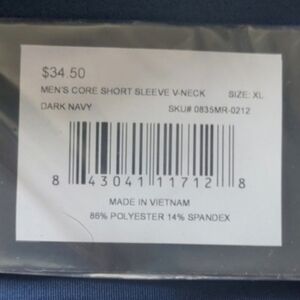 $34.50
MEN'S CORE SHORT SLEEVE V-NECK SIZE: XL
DARK NAVY SKU# 0835MR-0212
8 43041 11712 8
MADE IN VIETNAM
86% POLYESTER 14% SPANDEX